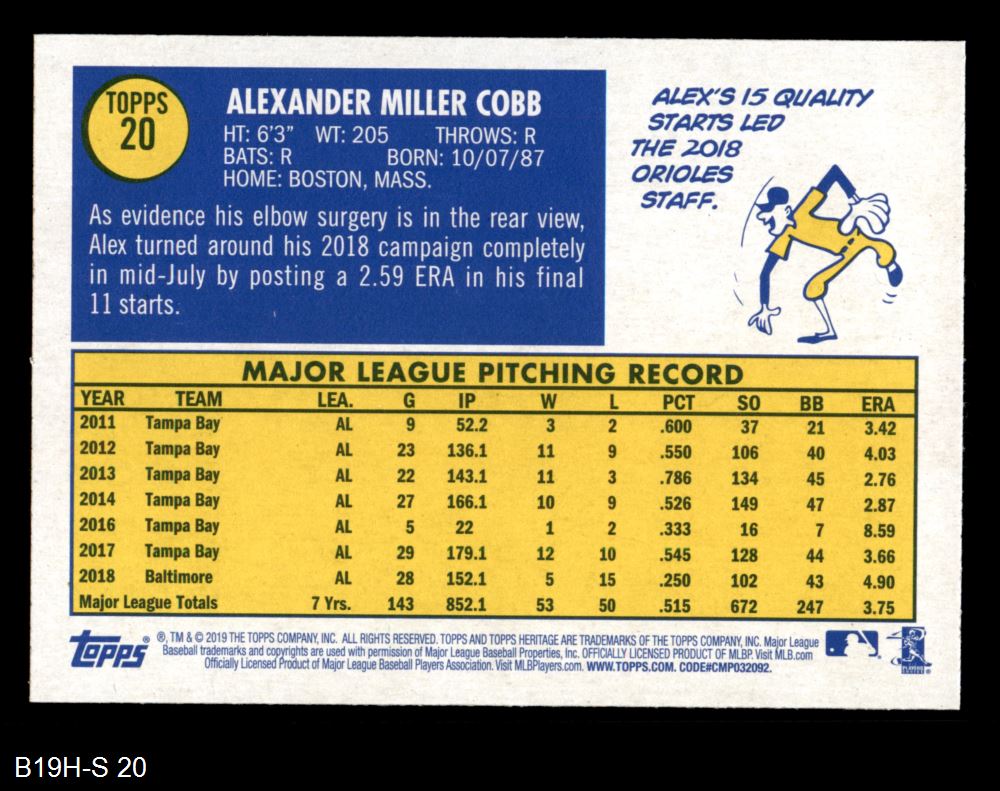 TOPPS
20
ALEXANDER MILLER COBB
HT: 6'3" WT: 205 THROWS: R
BATS: R BORN: 10/07/87
HOME: BOSTON, MASS.
As evidence his elbow surgery is in the rear view,
Alex turned around his 2018 campaign completely
in mid-July by posting a 2.59 ERA in his final
11 starts.
ALEX'S 15 QUALITY
STARTS LED
THE 2018
ORIOLES
STAFF.
MAJOR LEAGUE PITCHING RECORD
YEAR TEAM LEA. G IP W L PCT SO BB ERA
2011 Tampa Bay AL 9 52.2 3 2 .600 37 21 3.42
2012 Tampa Bay AL 23 136.1 11 9 .550 106 40 4.03
2013 Tampa Bay AL 22 143.1 11 3 .786 134 45 2.76
2014 Tampa Bay AL 27 166.1 10 9 .526 149 47 2.87
2016 Tampa Bay AL 5 22 1 2 .333 16 7 8.59
2017 Tampa Bay AL 29 179.1 12 10 .545 128 44 3.66
2018 Baltimore AL 28 152.1 5 15 .250 102 43 4.90
Major League Totals 7 Yrs. 143 852.1 53 50 .515 672 247 3.75
topps ®
®, TM & © 2019 THE TOPPS COMPANY, INC. ALL RIGHTS RESERVED. TOPPS AND TOPPS HERITAGE ARE TRADEMARKS OF THE TOPPS COMPANY, INC. Major League
Baseball trademarks and copyrights are used with permission of Major League Baseball Properties, Inc. OFFICIALLY LICENSED PRODUCT OF MLBP. Visit MLB.com
Officially Licensed Product of Major League Baseball Players Association. Visit MLBPlayers.com. WWW.TOPPS.COM. CODE#CMP032092.
B19H-S 20